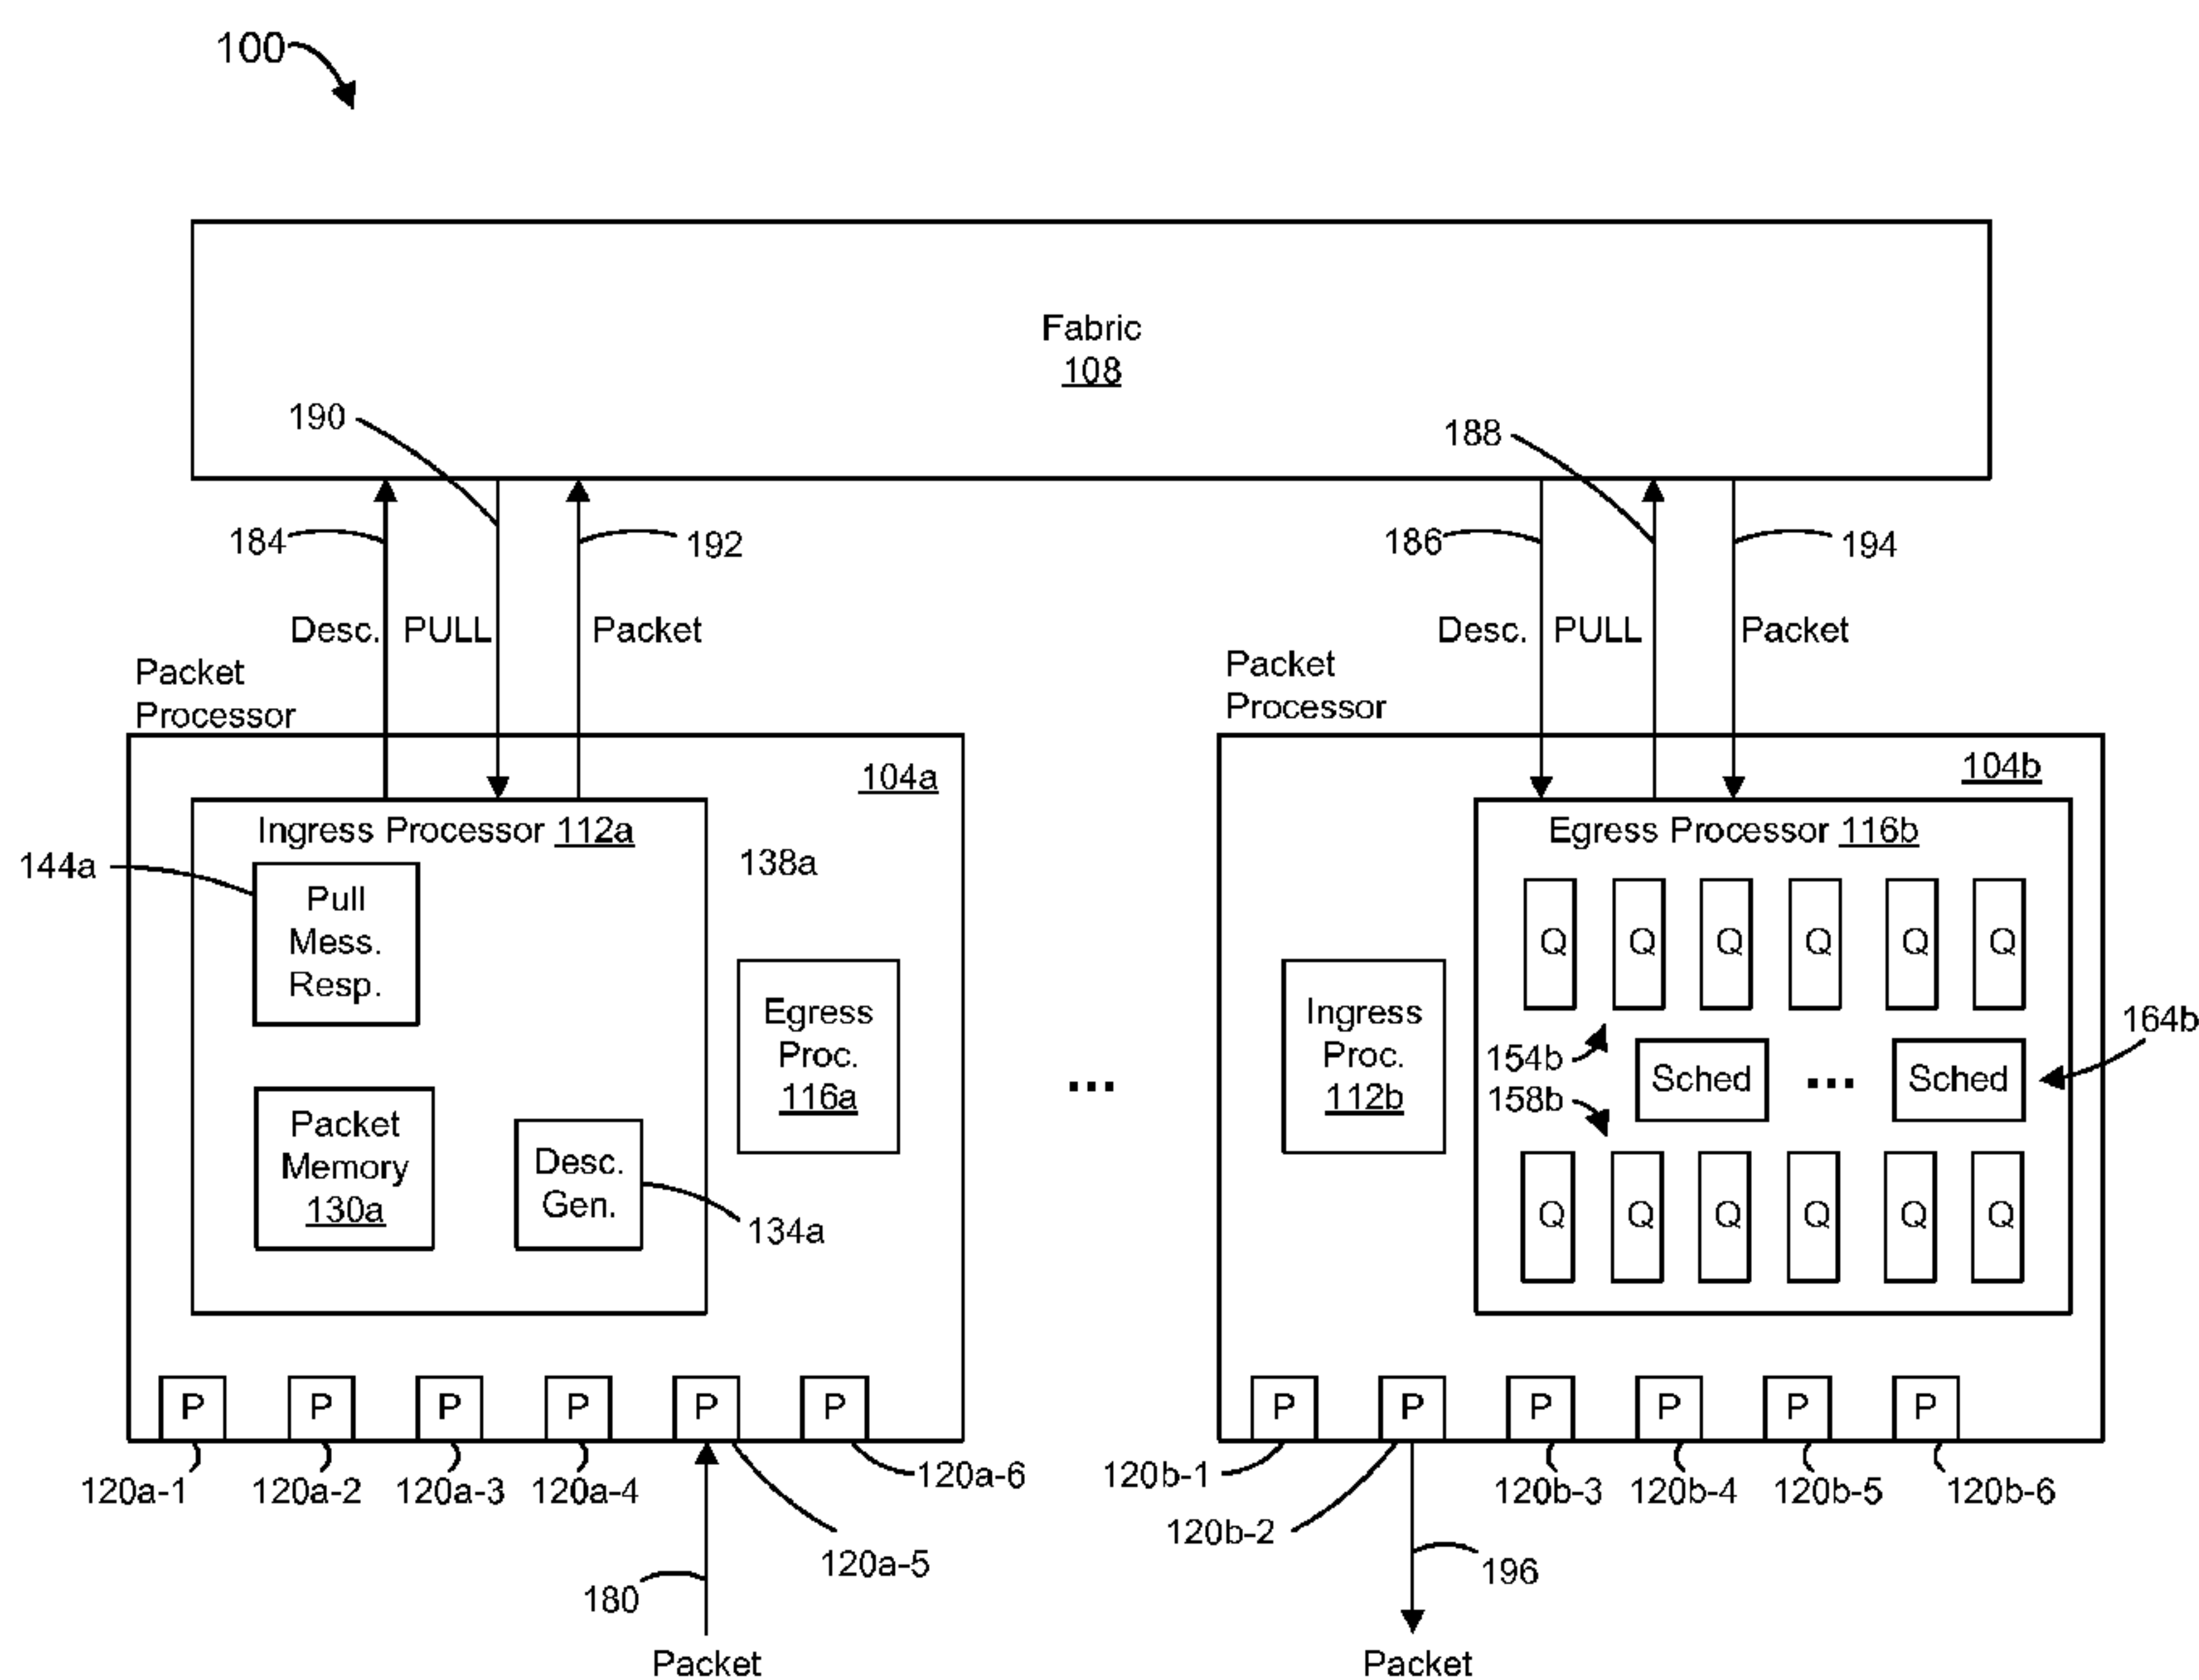 100
Fabric
108
190
188
184
192
186
194
Desc.
PULL
Packet
Desc.
PULL
Packet
Packet
Processor
Packet
Processor
104a
104b
Ingress Processor 112a
138a
144a
Pull
Mess.
Resp.
Egress
Proc.
116a
Packet
Memory
130a
Desc.
Gen.
134a
...
Ingress
Proc.
112b
Egress Processor 116b
Q
Q
Q
Q
Q
Q
154b
158b
Sched
...
Sched
164b
Q
Q
Q
Q
Q
Q
P
P
P
P
P
P
P
P
P
P
P
P
120a-1
120a-2
120a-3
120a-4
120a-5
120a-6
120b-1
120b-2
120b-3
120b-4
120b-5
120b-6
180
196
Packet
Packet